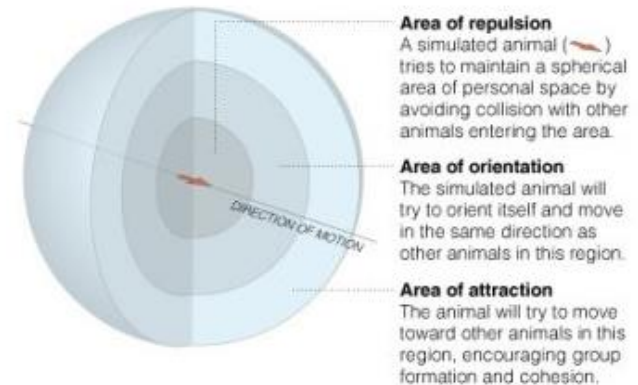 Area of repulsion
A simulated animal ( )
tries to maintain a spherical
area of personal space by
avoiding collision with other
animals entering the area.
Area of orientation
The simulated animal will
try to orient itself and move
in the same direction as
other animals in this region.
DIRECTION OF MOTION
Area of attraction
The animal will try to move
toward other animals in this
region, encouraging group
formation and cohesion.